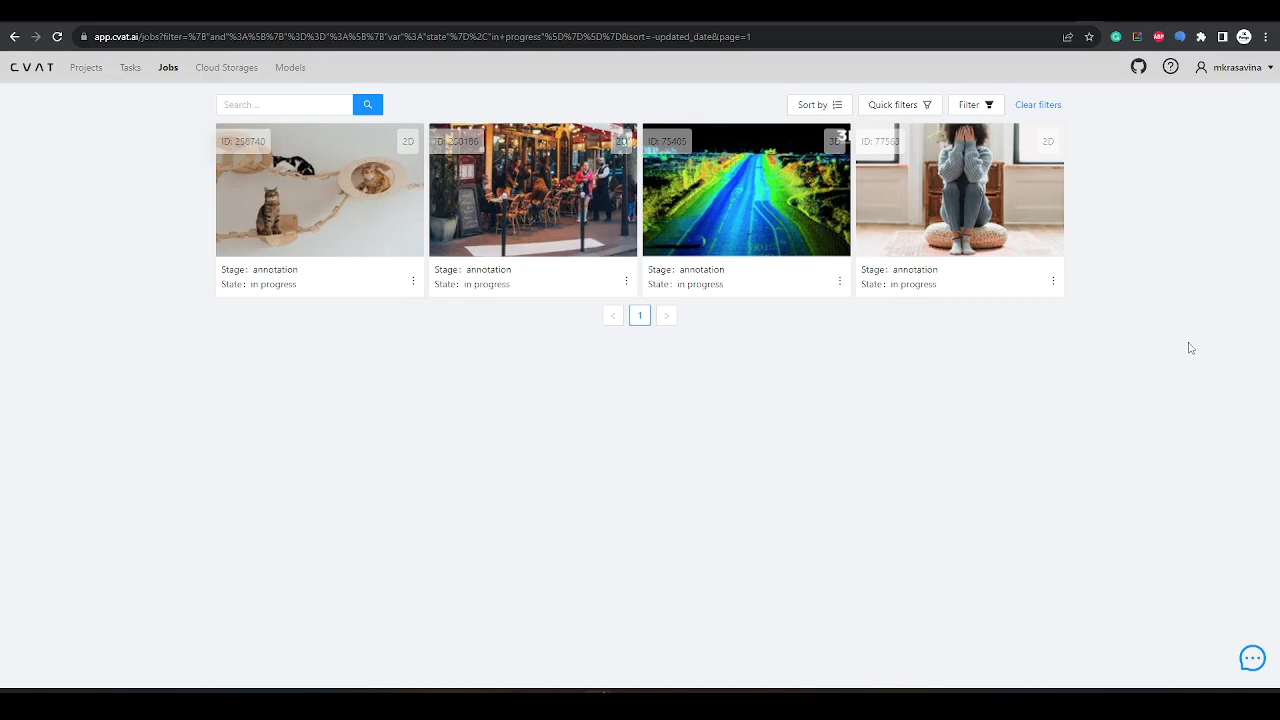 app.cvat.ai/jobs?filter=%7B"and"%3A%5B%7B"%3D%3D"%3A%5B%7B"var"%3A"state"%7D%2C"in+progress"%5D%7D%5D%7D&sort=-updated_date&page=1
CVAT Projects Tasks Jobs Cloud Storages Models mkrasavina
Search ... Sort by Quick filters Filter Clear filters
ID: 258740 2D
2D
ID: 75405 3D
ID: 77563 2D
Stage: annotation
State: in progress
Stage: annotation
State: in progress
Stage: annotation
State: in progress
Stage: annotation
State: in progress
< 1 >